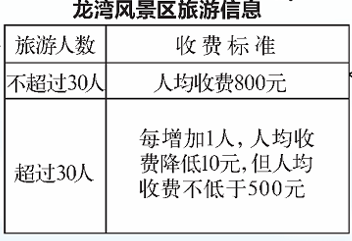 龙湾风景区旅游信息
旅游人数 收费标准
不超过30人 人均收费800元
超过30人
每增加1人，人均收
费降低10元，但人均
收费不低于500元